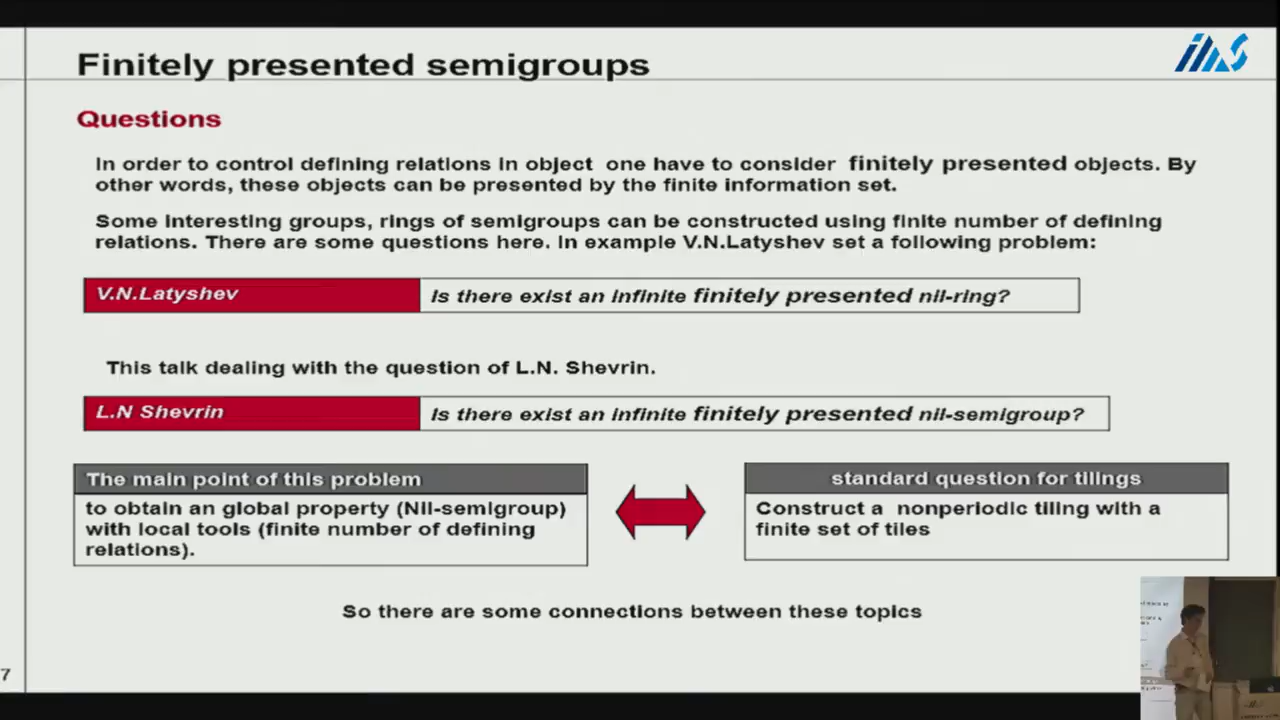 Finitely presented semigroups
IMS
Questions
In order to control defining relations in object one have to consider finitely presented objects. By
other words, these objects can be presented by the finite information set.
Some interesting groups, rings of semigroups can be constructed using finite number of defining
relations. There are some questions here. In example V.N.Latyshev set a following problem:
V.N.Latyshev
Is there exist an infinite finitely presented nil-ring?
This talk dealing with the question of L.N. Shevrin.
L.N Shevrin
Is there exist an infinite finitely presented nil-semigroup?
The main point of this problem
to obtain an global property (Nil-semigroup)
with local tools (finite number of defining
relations).
standard question for tilings
Construct a nonperiodic tiling with a
finite set of tiles
So there are some connections between these topics
7